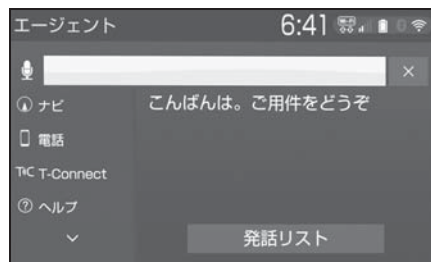 エージェント 6:41
ナビ
こんばんは。ご用件をどうぞ
電話
T-Connect
ヘルプ
発話リスト